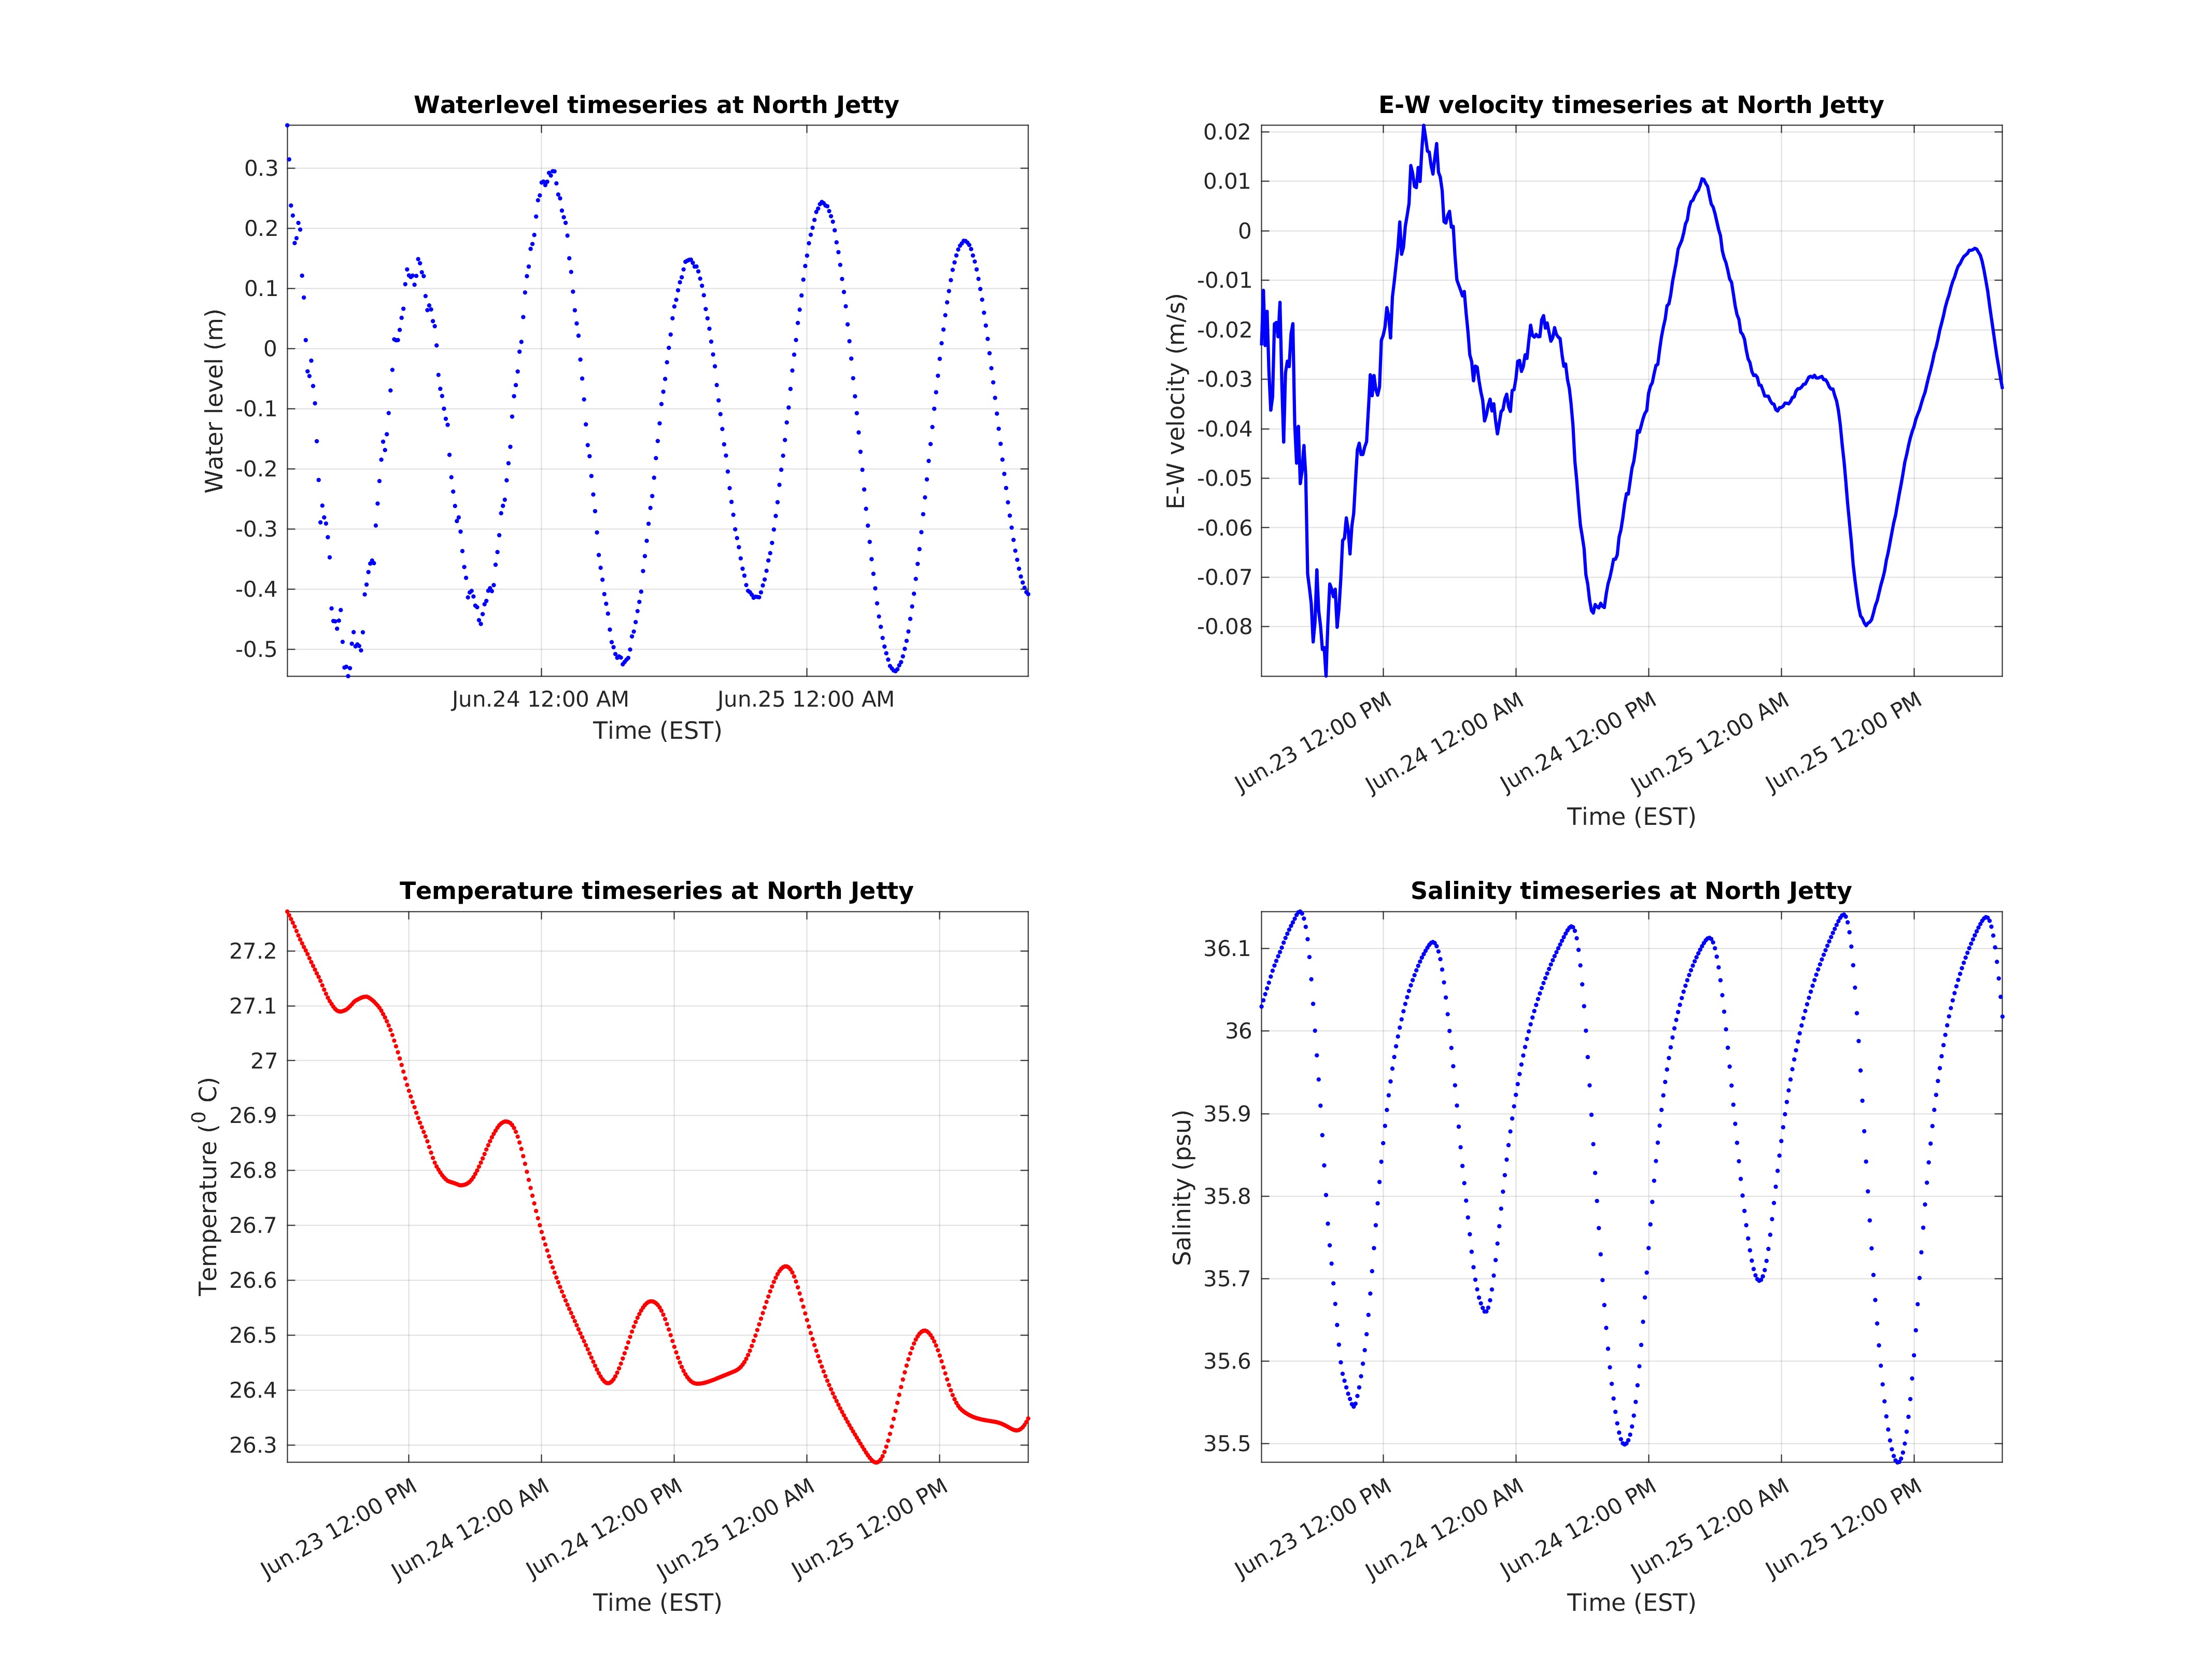 Waterlevel timeseries at North Jetty
0.3
0.2
0.1
0
-0.1
-0.2
-0.3
-0.4
-0.5
Water level (m)
Jun.24 12:00 AM
Jun.25 12:00 AM
Time (EST)
E-W velocity timeseries at North Jetty
0.02
0.01
0
-0.01
-0.02
-0.03
-0.04
-0.05
-0.06
-0.07
-0.08
E-W velocity (m/s)
Jun.23 12:00 PM
Jun.24 12:00 AM
Jun.24 12:00 PM
Jun.25 12:00 AM
Jun.25 12:00 PM
Time (EST)
Temperature timeseries at North Jetty
27.2
27.1
27
26.9
26.8
26.7
26.6
26.5
26.4
26.3
Temperature (⁰ C)
Jun.23 12:00 PM
Jun.24 12:00 AM
Jun.24 12:00 PM
Jun.25 12:00 AM
Jun.25 12:00 PM
Time (EST)
Salinity timeseries at North Jetty
36.1
36
35.9
35.8
35.7
35.6
35.5
Salinity (psu)
Jun.23 12:00 PM
Jun.24 12:00 AM
Jun.24 12:00 PM
Jun.25 12:00 AM
Jun.25 12:00 PM
Time (EST)